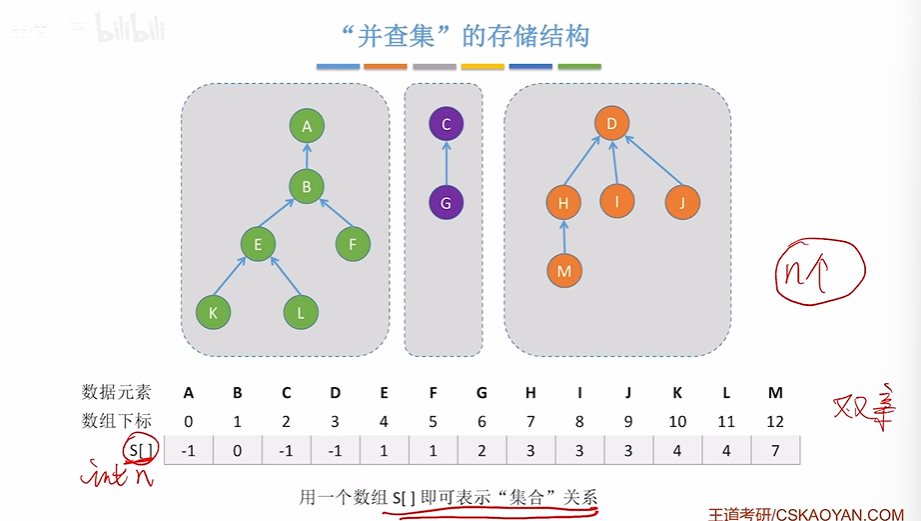 bilibili
“并查集”的存储结构
A
C
D
B
G
H
I
J
E
F
M
K
L
n个
数据元素 A B C D E F G H I J K L M
数组下标 0 1 2 3 4 5 6 7 8 9 10 11 12
S[ ] -1 0 -1 -1 1 1 2 3 3 3 4 4 7
双亲
int n
用一个数组 S[ ] 即可表示“集合”关系
王道考研/CSKAOYAN.COM